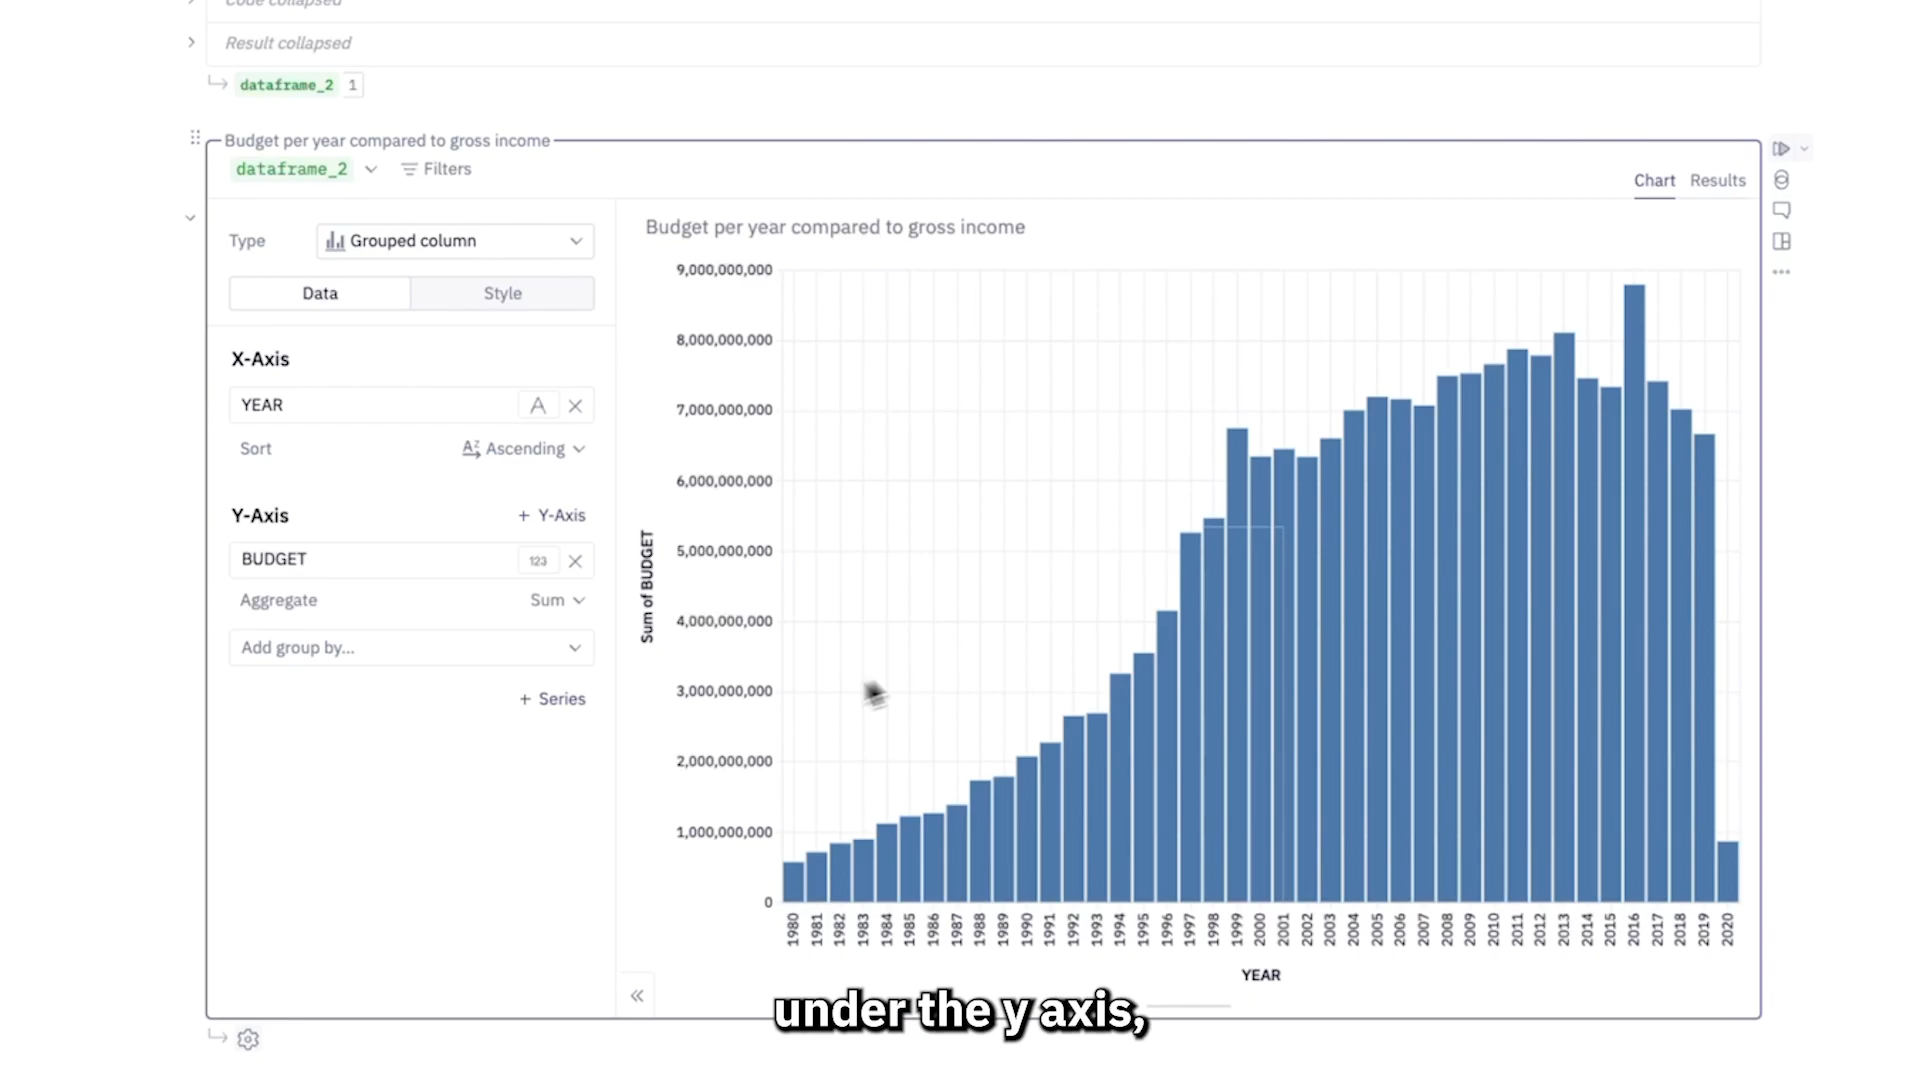 Code collapsed
Result collapsed
dataframe_2 1
Budget per year compared to gross income
dataframe_2 Filters
Chart Results
Type Grouped column
Data Style
X-Axis
YEAR
Sort Ascending
Y-Axis + Y-Axis
BUDGET 123
Aggregate Sum
Add group by...
+ Series
Budget per year compared to gross income
9,000,000,000
8,000,000,000
7,000,000,000
6,000,000,000
5,000,000,000
4,000,000,000
3,000,000,000
2,000,000,000
1,000,000,000
0
Sum of BUDGET
1980 1981 1982 1983 1984 1985 1986 1987 1988 1989 1990 1991 1992 1993 1994 1995 1996 1997 1998 1999 2000 2001 2002 2003 2004 2005 2006 2007 2008 2009 2010 2011 2012 2013 2014 2015 2016 2017 2018 2019 2020
YEAR
under the y axis,